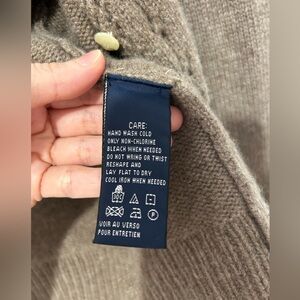 CARE:
HAND WASH COLD
ONLY NON-CHLORINE
BLEACH WHEN NEEDED
DO NOT WRING OR TWIST
RESHAPE AND
LAY FLAT TO DRY
COOL IRON WHEN NEEDED
VOIR AU VERSO
POUR ENTRETIEN